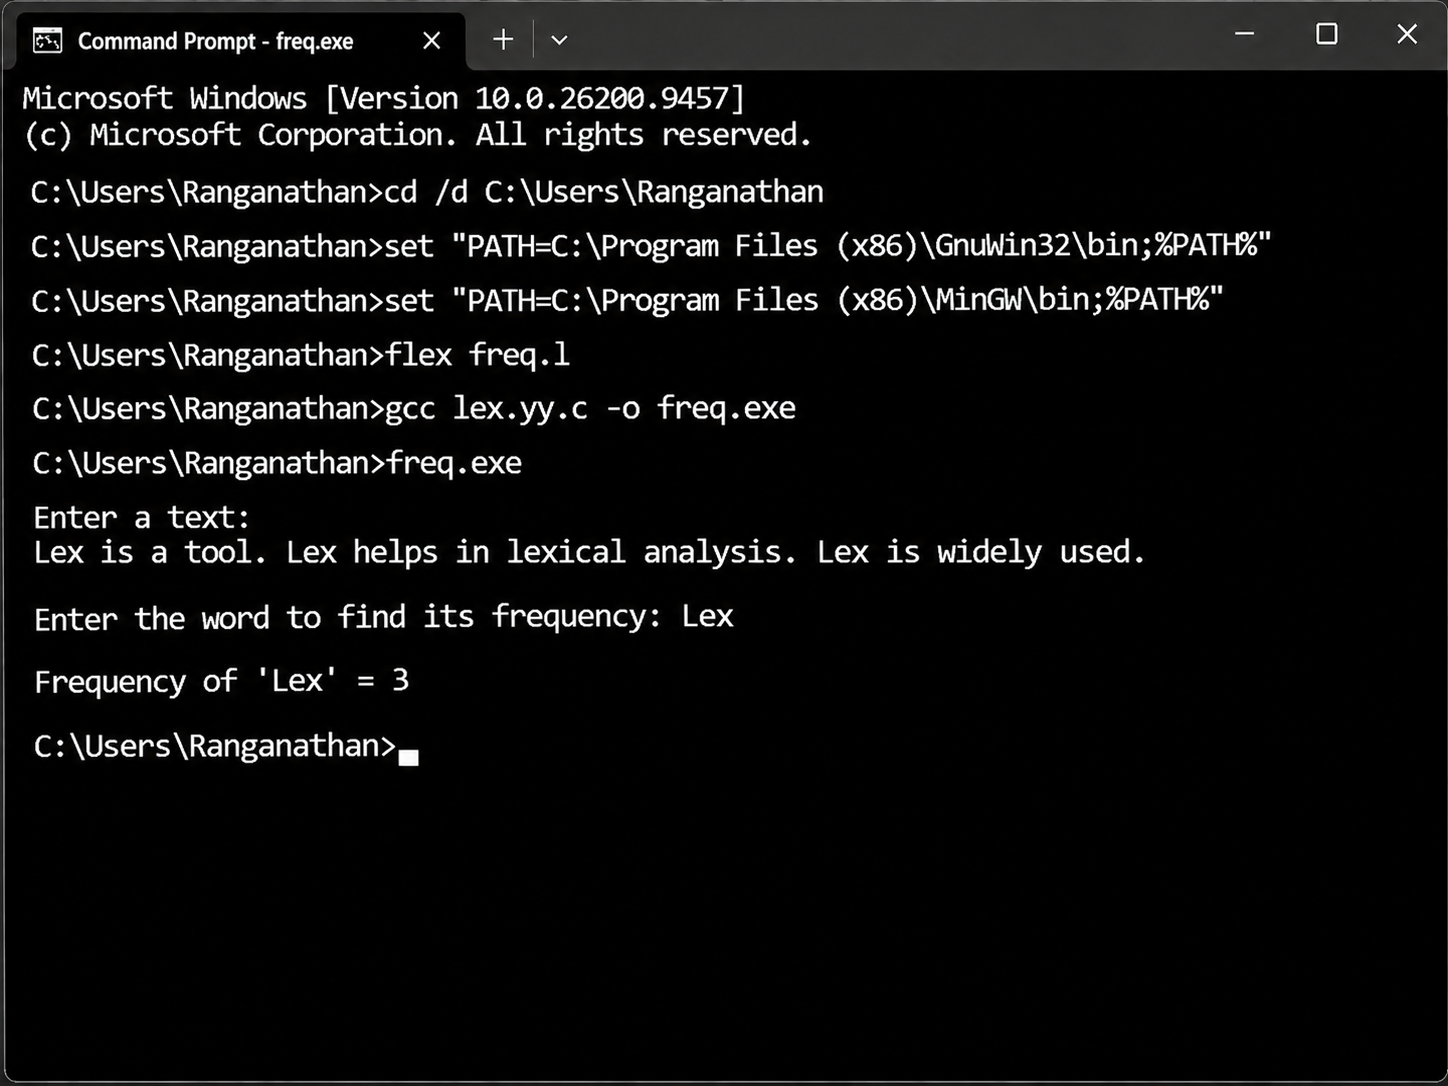 Command Prompt - freq.exe
Microsoft Windows [Version 10.0.26200.9457]
(c) Microsoft Corporation. All rights reserved.
C:\Users\Ranganathan>cd /d C:\Users\Ranganathan
C:\Users\Ranganathan>set "PATH=C:\Program Files (x86)\GnuWin32\bin;%PATH%"
C:\Users\Ranganathan>set "PATH=C:\Program Files (x86)\MinGW\bin;%PATH%"
C:\Users\Ranganathan>flex freq.l
C:\Users\Ranganathan>gcc lex.yy.c -o freq.exe
C:\Users\Ranganathan>freq.exe
Enter a text:
Lex is a tool. Lex helps in lexical analysis. Lex is widely used.
Enter the word to find its frequency: Lex
Frequency of 'Lex' = 3
C:\Users\Ranganathan>